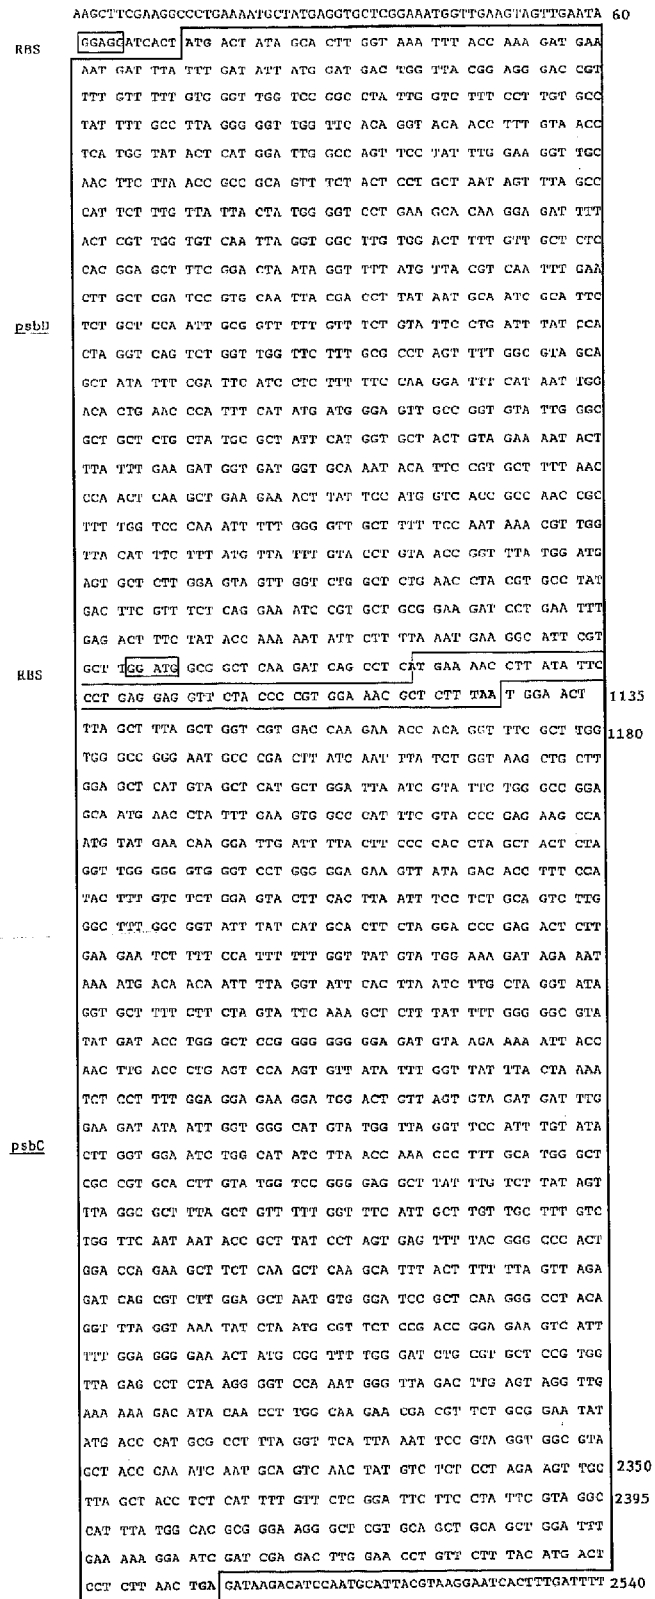 AAGCTTCGAAGGCCCTGAAAATGCTATGAGGTGCTCGGAAATGGTTGAAGTAGTTGAATA 60
RBS GGAGGATCACT ATG ACT ATA GCA CTT GGT AAA TTT ACC AAA GAT GAA
AAT GAT TTA TTT GAT ATT ATG GAT GAC TGG TTA CGG AGG GAC CGT
TTT GTT TTT GTG GGT TGG TCC GGC CTA TTG GTC TTT CCT TGT GCC
TAT TTT GCC TTA GGG GGT TGG TTC ACA GGT ACA ACC TTT GTA ACC
TCA TGG TAT ACT CAT GGA TTG GCC AGT TCC TAT TTG GAA GGT TGC
AAC TTC TTA ACC GCC GCA GTT TCT ACT CCT GCT AAT AGT TTA GCC
CAT TCT TTG TTA TTA CTA TGG GGT CCT GAA GCA CAA GGA GAT TTT
ACT CGT TGG TGT CAA TTA GGT GGC TTG TGG ACT TTT GTT GCT CTC
CAC GGA GCT TTC GGA CTA ATA GGT TTT ATG TTA CGT CAA TTT GAA
CTT GCT CGA TCC GTG CAA TTA CGA CCT TAT AAT GCA ATC GCA TTC
psbD TCT GCT CCA ATT GCG GTT TTT GTT TCT GTA TTC CTG ATT TAT CCA
CTA GGT CAG TCT GGT TGG TTC TTT GCG CCT AGT TTT GGC GTA GCA
GCT ATA TTT CGA TTC ATC CTC TTT TTC CAA GGA TTT CAT AAT TGG
ACA CTG AAC CCA TTT CAT ATG ATG GGA GTT GCC GGT GTA TTG GGC
GCT GCT CTG CTA TGC GCT ATT CAT GGT GCT ACT GTA GAA AAT ACT
TTA TTT GAA GAT GGT GAT GGT GCA AAT ACA TTC CGT GCT TTT AAC
CCA ACT CAA GCT GAA GAA ACT TAT TCC ATG GTC ACC GCC AAC CGC
TTT TGG TCC CAA ATT TTT GGG GTT GCT TTT TCC AAT AAA CGT TGG
TTA CAT TTC TTT ATG TTA TTT GTA CCT GTA ACC GGT TTA TGG ATG
AGT GCT CTT GGA GTA GTT GGT CTG GCT CTG AAC CTA CGT GCC TAT
GAC TTC GTT TCT CAG GAA ATC CGT GCT GCG GAA GAT CCT GAA TTT
GAG ACT TTC TAT ACC AAA AAT ATT CTT TTA AAT GAA GGC ATT CGT
RBS GCT TGG ATG GCG GCT CAA GAT CAG CCT CAT GAA AAC CTT ATA TTC
CCT GAG GAG GTT CTA CCC CGT GGA AAC GCT CTT TAA T GGA ACT 1135
TTA GCT TTA GCT GGT CGT GAC CAA GAA ACC ACA GGT TTC GCT TGG 1180
TGG GCC GGG AAT GCC CGA CTT ATC AAT TTA TCT GGT AAG CTG CTT
GGA GCT CAT GTA GCT CAT GCT GGA TTA ATC GTA TTC TGG GCC GGA
GCA ATG AAC CTA TTT GAA GTG GCC CAT TTC GTA CCC GAG AAG CCA
ATG TAT GAA CAA GGA TTG ATT TTA CTT CCC CAC CTA GCT ACT CTA
GGT TGG GGG GTG GGT CCT GGG GGA GAA GTT ATA GAC ACC TTT CCA
TAC TTT GTC TCT GGA GTA CTT CAC TTA ATT TCC TCT GCA GTC TTG
GGC TTT GGC GGT ATT TAT CAT GCA CTT CTA GGA CCC GAG ACT CTT
GAA GAA TCT TTT CCA TTT TTT GGT TAT GTA TGG AAA GAT AGA AAT
AAA ATG ACA ACA ATT TTA GGT ATT CAC TTA ATC TTG CTA GGT ATA
GGT GCT TTT CTT CTA GTA TTC AAA GCT CTT TAT TTT GGG GGC GTA
TAT GAT ACC TGG GCT CCG GGG GGG GGA GAT GTA AGA AAA ATT ACC
AAC TTG ACC CTG AGT CCA AGT GTT ATA TTT GGT TAT TTA CTA AAA
TCT CCT TTT GGA GGA GAA GGA TGG ACT CTT AGT GTA GAT GAT TTG
psbC GAA GAT ATA ATT GGT GGG CAT GTA TGG TTA GGT TCC ATT TGT ATA
CTT GGT GGA ATC TGG CAT ATC TTA ACC AAA CCC TTT GCA TGG GCT
CGC CGT GCA CTT GTA TGG TCC GGG GAG GCT TAT TTG TCT TAT AGT
TTA GGC GCT TTA GCT GTT TTT GGT TTC ATT GCT TGT TGC TTT GTC
TGG TTC AAT AAT ACC GCT TAT CCT AGT GAG TTT TAC GGG CCC ACT
GGA CCA GAA GCT TCT CAA GCT CAA GCA TTT ACT TTT TTA GTT AGA
GAT CAG CGT CTT GGA GCT AAT GTG GGA TCC GCT CAA GGG CCT ACA
GGT TTA GGT AAA TAT CTA ATG CGT TCT CCG ACC GGA GAA GTC ATT
TTT GGA GGG GAA ACT ATG CGG TTT TGG GAT CTG CGT GCT CCG TGG
TTA GAG CCT CTA AGG GGT CCA AAT GGG TTA GAC TTG AGT AGG TTG
AAA AAA GAC ATA CAA CCT TGG CAA GAA CGA CGT TCT GCG GAA TAT
ATG ACC CAT GCG CCT TTA GGT TCA TTA AAT TCC GTA GGT GGC GTA
GCT ACC CAA ATC AAT GCA GTC AAC TAT GTC TCT CCT AGA AGT TGC 2350
TTA GCT ACC TCT CAT TTT GTT CTC GGA TTC TTC CTA TTC GTA GGC 2395
CAT TTA TGG CAC GCG GGA AGG GCT CGT GCA GCT GCA GCT GGA TTT
GAA AAA GGA ATC GAT CGA GAC TTG GAA CCT GTT CTT TAC ATG ACT
CCT CTT AAC TGA GATAAGACATCCAATGCATTACGTAAGGAATCACTTTGATTTT 2540